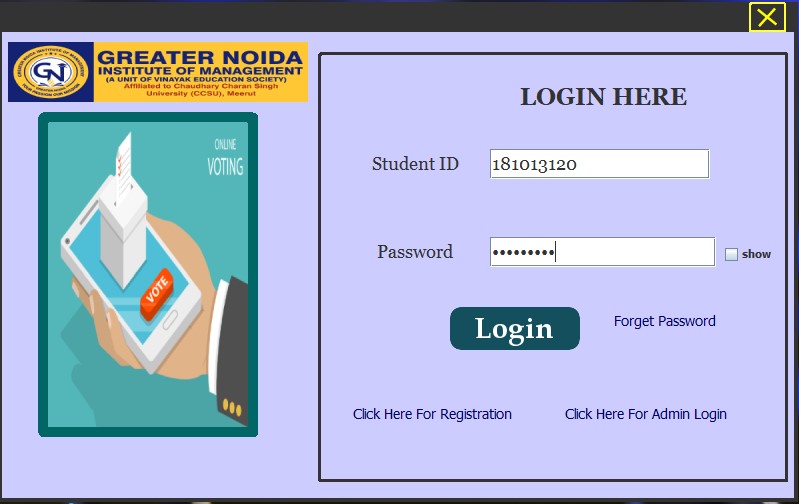 GREATER NOIDA
INSTITUTE OF MANAGEMENT
(A UNIT OF VINAYAK EDUCATION SOCIETY)
Affiliated to Chaudhary Charan Singh
University (CCSU), Meerut
GN
ONLINE
VOTING
VOTE
LOGIN HERE
Student ID
181013120
Password
•••••••••
show
Login
Forget Password
Click Here For Registration
Click Here For Admin Login